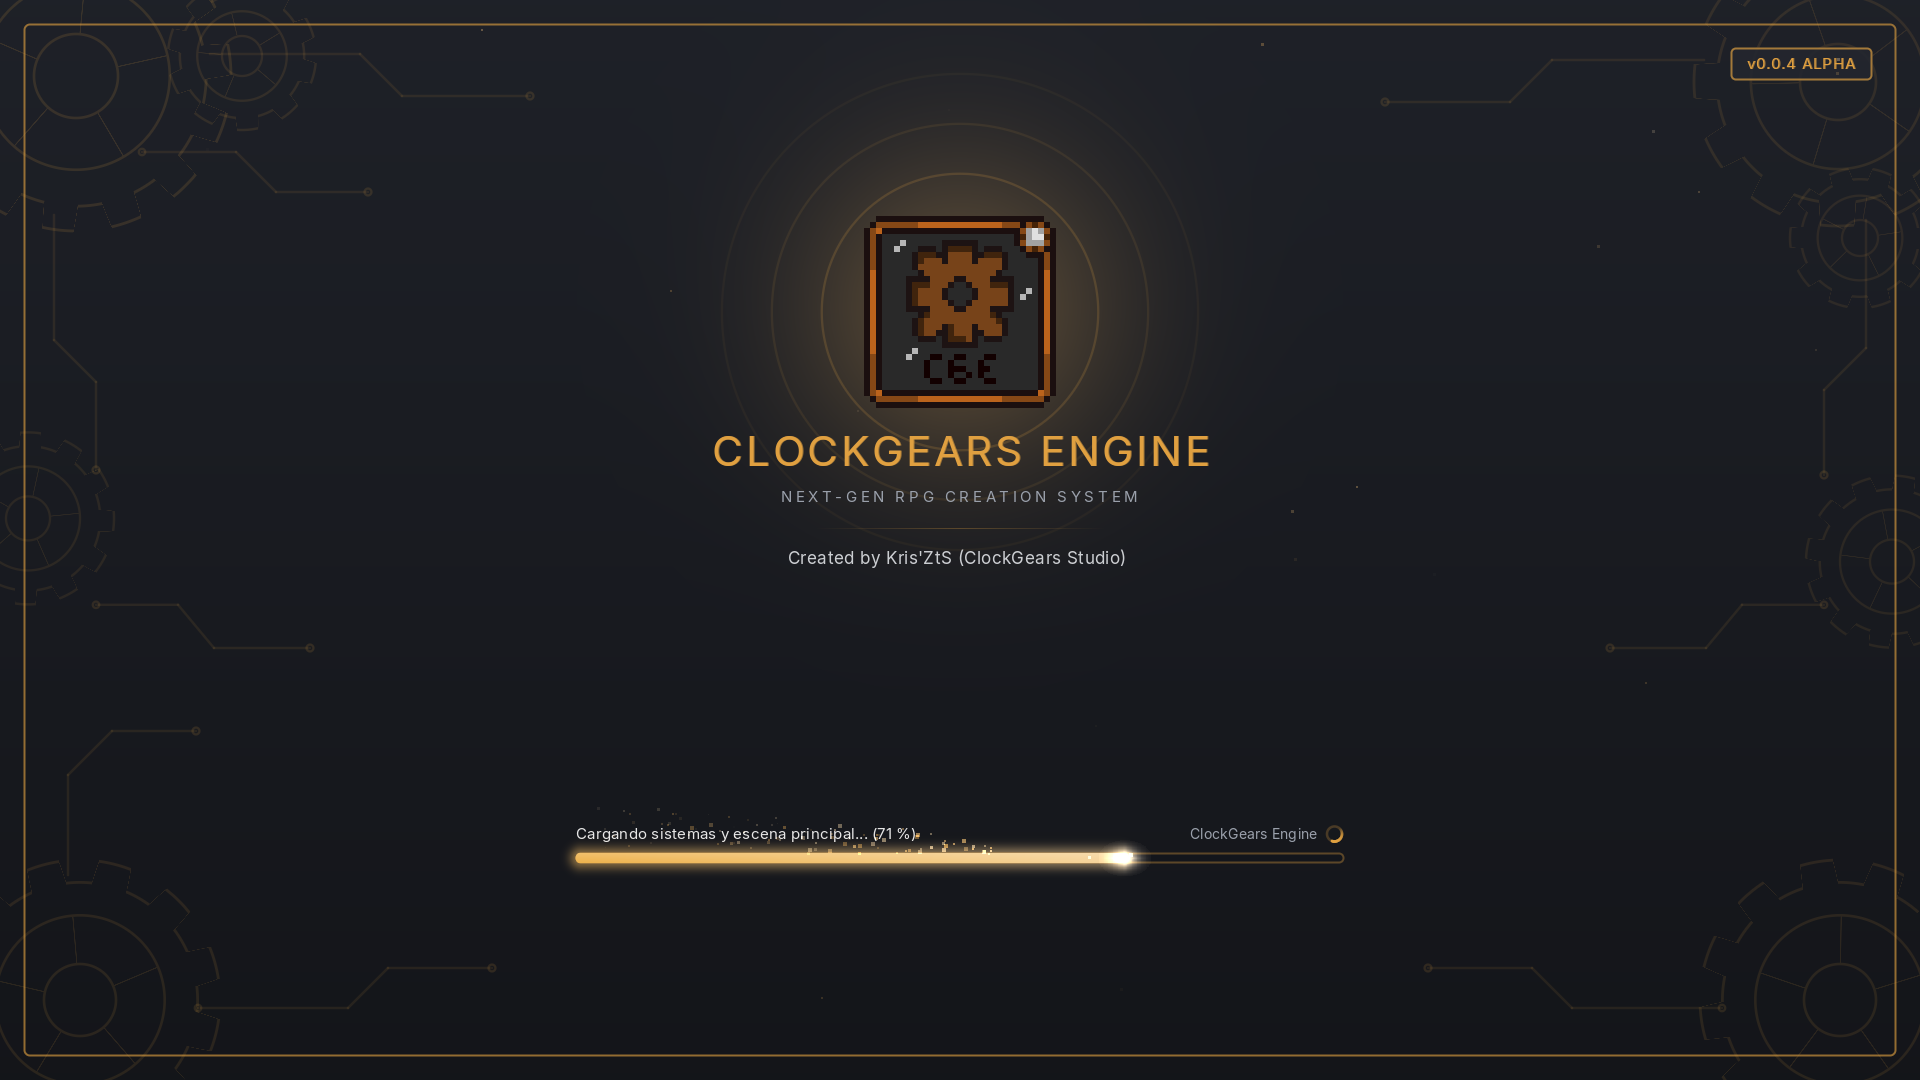 v0.0.4 ALPHA
CGE
CLOCKGEARS ENGINE
NEXT-GEN RPG CREATION SYSTEM
Created by Kris'ZtS (ClockGears Studio)
Cargando sistemas y escena principal... (71 %)
ClockGears Engine